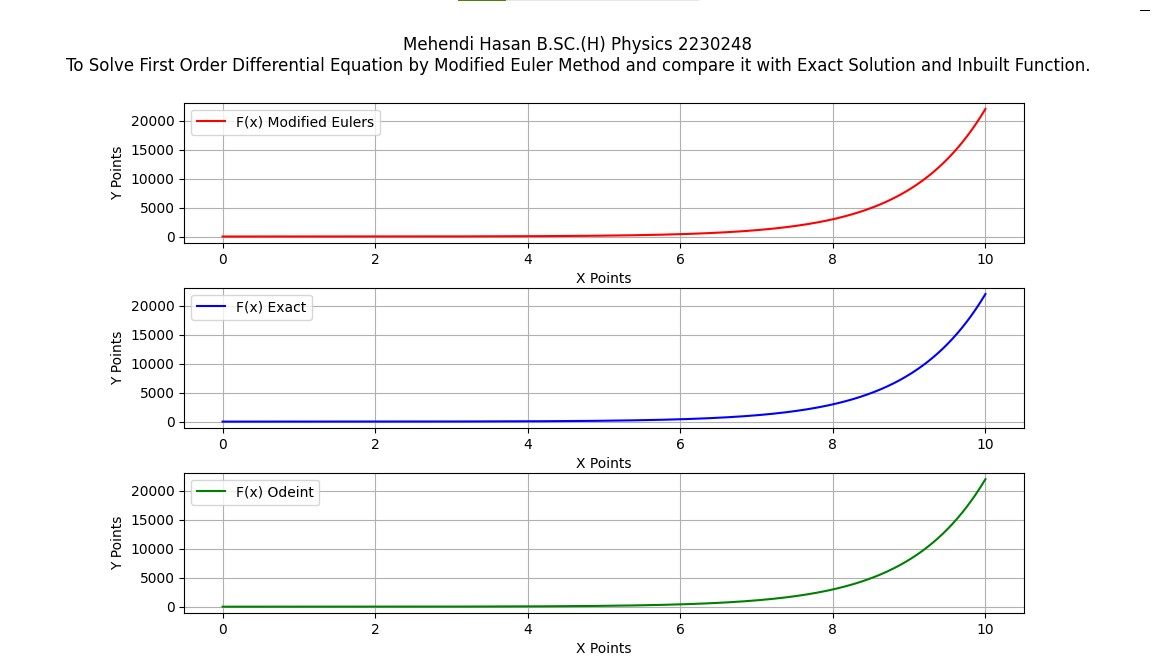 Mehendi Hasan B.SC.(H) Physics 2230248
To Solve First Order Differential Equation by Modified Euler Method and compare it with Exact Solution and Inbuilt Function.
F(x) Modified Eulers
20000
15000
10000
5000
0
Y Points
0 2 4 6 8 10
X Points
F(x) Exact
20000
15000
10000
5000
0
Y Points
0 2 4 6 8 10
X Points
F(x) Odeint
20000
15000
10000
5000
0
Y Points
0 2 4 6 8 10
X Points